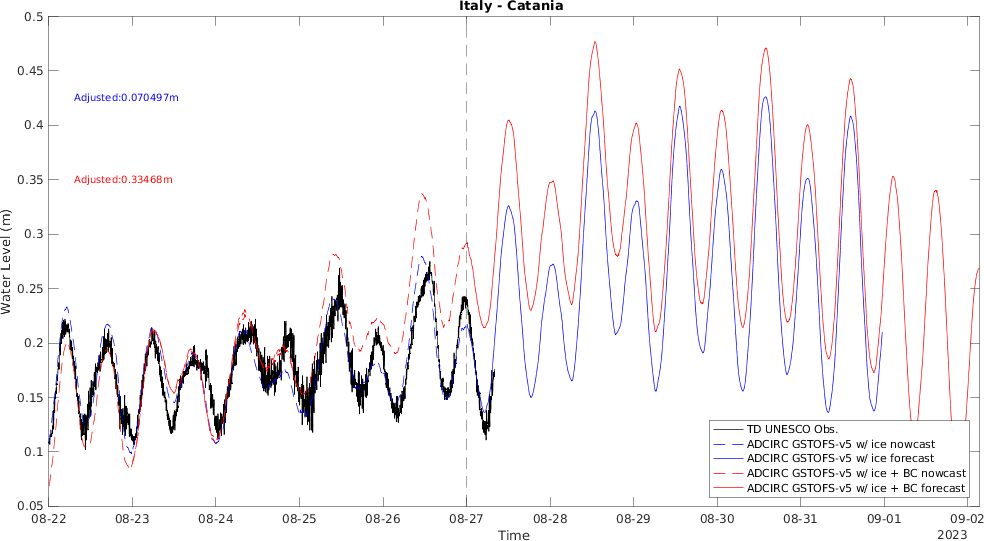 Italy - Catania
0.5
0.45
0.4
0.35
0.3
0.25
0.2
0.15
0.1
0.05
Water Level (m)
Adjusted:0.070497m
Adjusted:0.33468m
TD UNESCO Obs.
ADCIRC GSTOFS-v5 w/ ice nowcast
ADCIRC GSTOFS-v5 w/ ice forecast
ADCIRC GSTOFS-v5 w/ ice + BC nowcast
ADCIRC GSTOFS-v5 w/ ice + BC forecast
08-22 08-23 08-24 08-25 08-26 08-27 08-28 08-29 08-30 08-31 09-01 09-02
Time
2023